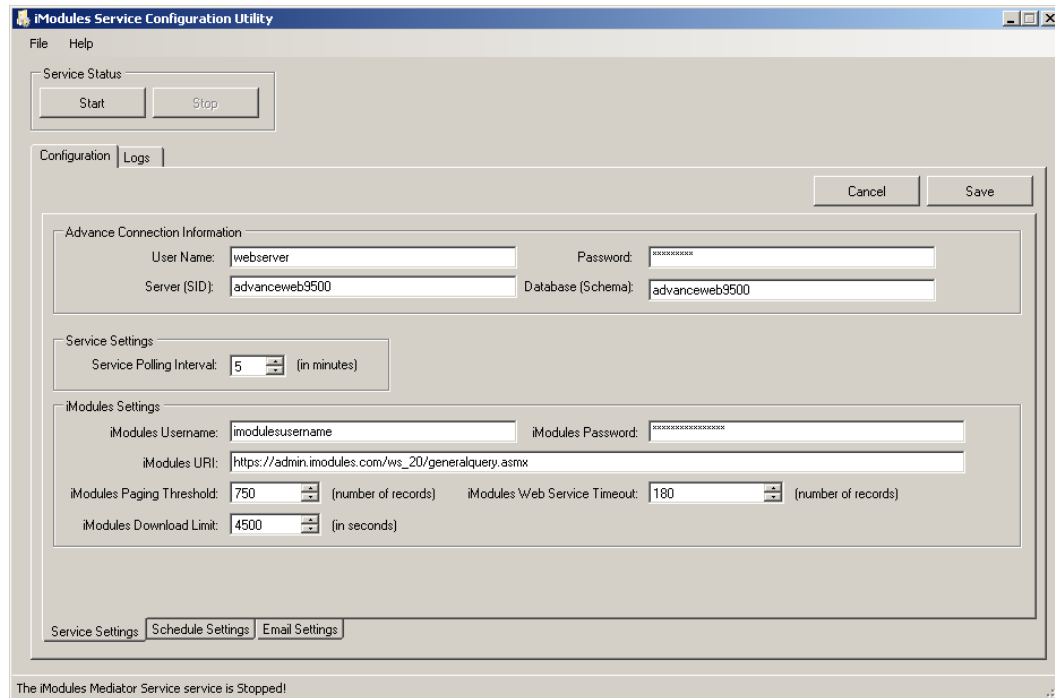 iModules Service Configuration Utility
File Help
Service Status
Start Stop
Configuration Logs
Cancel Save
Advance Connection Information
User Name: webserver Password: ×××××××××
Server (SID): advanceweb9500 Database (Schema): advanceweb9500
Service Settings
Service Polling Interval: 5 (in minutes)
iModules Settings
iModules Username: imodulesusername iModules Password: ××××××××××××××××
iModules URI: https://admin.imodules.com/ws_20/generalquery.asmx
iModules Paging Threshold: 750 (number of records) iModules Web Service Timeout: 180 (number of records)
iModules Download Limit: 4500 (in seconds)
Service Settings Schedule Settings Email Settings
The iModules Mediator Service service is Stopped!